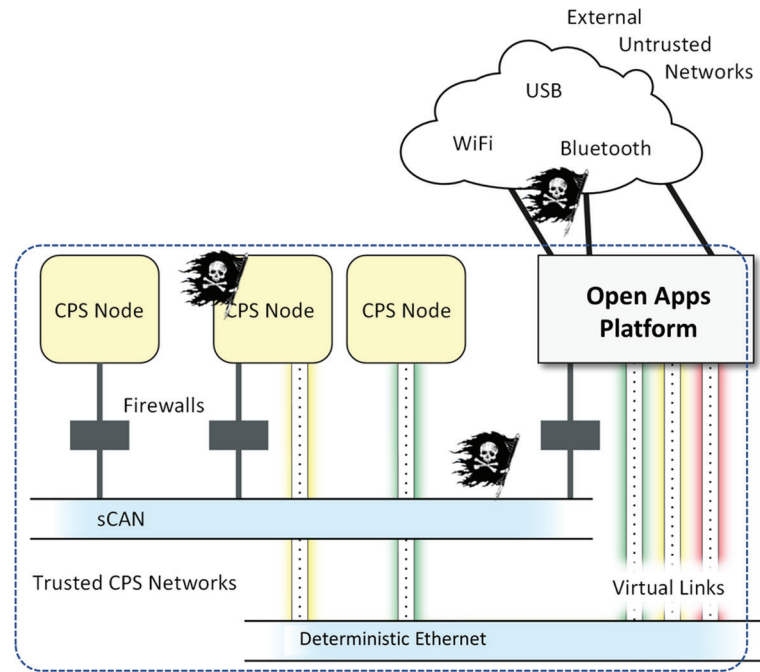 External
Untrusted
Networks
USB
WiFi
Bluetooth
CPS Node
CPS Node
CPS Node
Open Apps
Platform
Firewalls
sCAN
Trusted CPS Networks
Virtual Links
Deterministic Ethernet